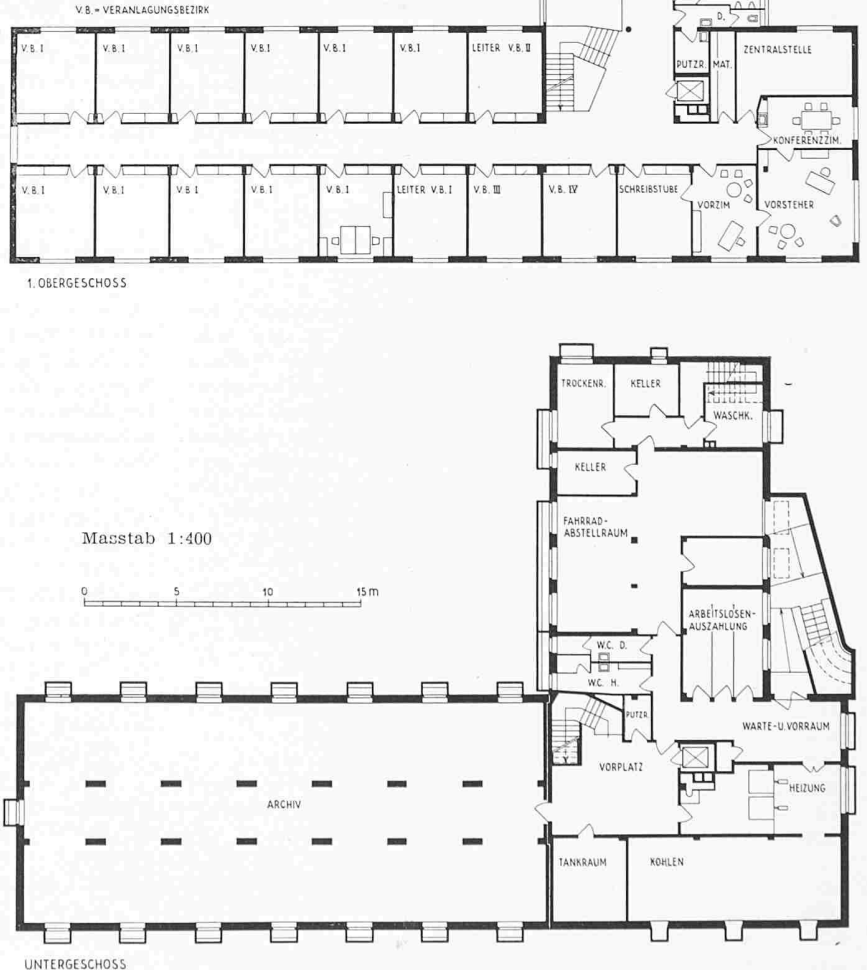 V.B. = VERANLAGUNGSBEZIRK
D.
V.B. I V.B. I V.B. I V.B. I V.B. I V.B. I LEITER V.B. II PUTZR. MAT. ZENTRALSTELLE
KONFERENZZIM.
V.B. I V.B. I V.B. I V.B. I V.B. I LEITER V.B. I V.B. III V.B. IV SCHREIBSTUBE VORZIM VORSTEHER
1. OBERGESCHOSS
TROCKENR. KELLER
WASCHK.
KELLER
FAHRRAD-
ABSTELLRAUM
Masstab 1:400
0 5 10 15 m
ARBEITSLOSEN-
AUSZAHLUNG
W.C. D.
W.C. H.
PUTZR.
WARTE-U.VORRAUM
VORPLATZ
HEIZUNG
ARCHIV
TANKRAUM KOHLEN
UNTERGESCHOSS